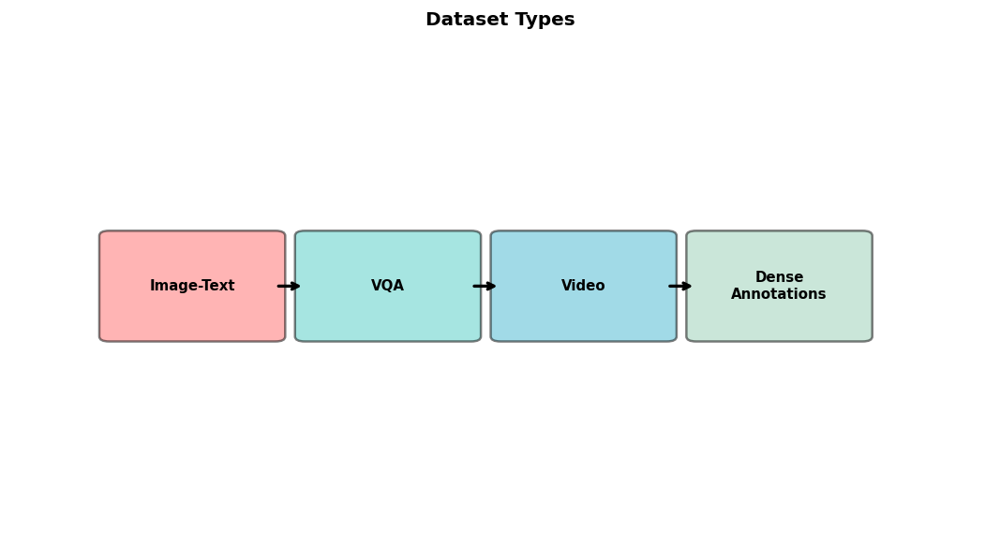 Dataset Types
Image-Text
VQA
Video
Dense
Annotations